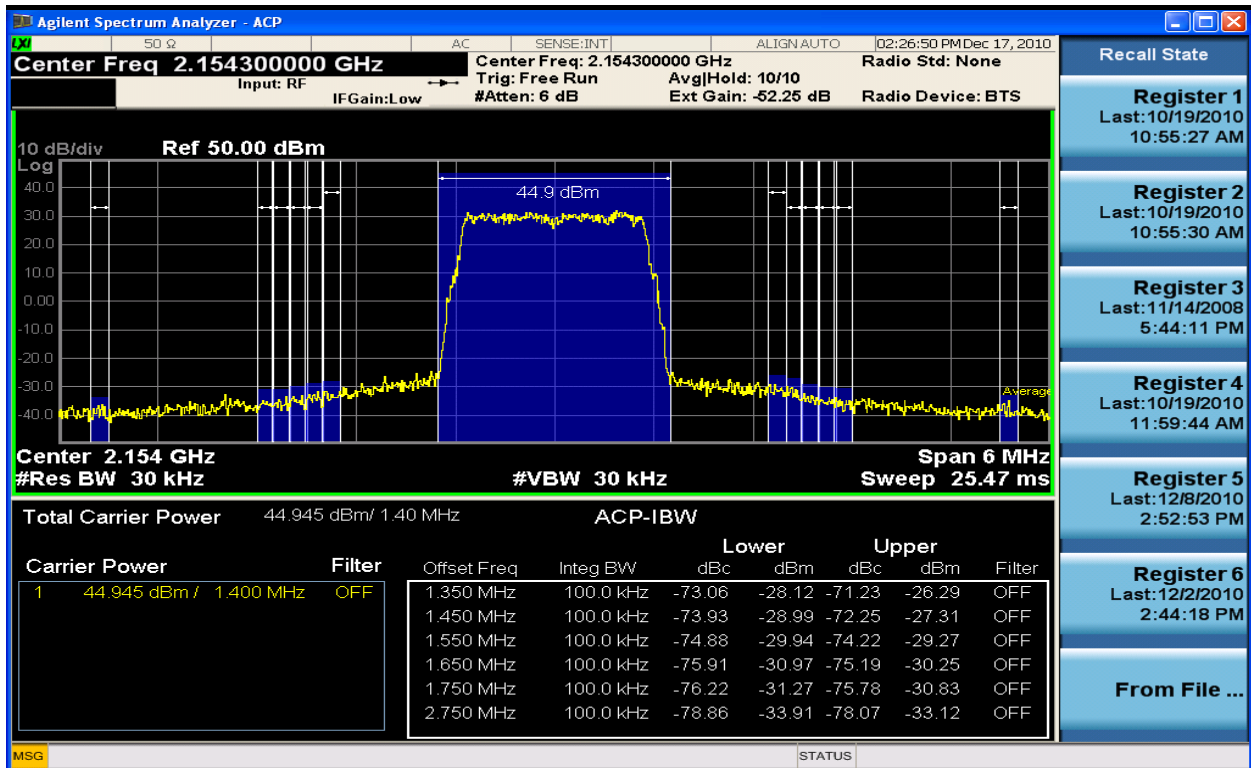 Agilent Spectrum Analyzer - ACP
LXI 50 Ω AC SENSE:INT ALIGN AUTO 02:26:50 PM Dec 17, 2010
Center Freq 2.154300000 GHz
Input: RF
IFGain:Low
Center Freq: 2.154300000 GHz
Trig: Free Run Avg|Hold: 10/10
#Atten: 6 dB Ext Gain: -52.25 dB
Radio Std: None
Radio Device: BTS
10 dB/div Ref 50.00 dBm
Log
40.0
30.0
20.0
10.0
0.00
-10.0
-20.0
-30.0
-40.0
44.9 dBm
Average
Center 2.154 GHz Span 6 MHz
#Res BW 30 kHz #VBW 30 kHz Sweep 25.47 ms
Total Carrier Power 44.945 dBm/ 1.40 MHz ACP-IBW
Carrier Power Filter
1 44.945 dBm / 1.400 MHz OFF
Lower Upper
Offset Freq Integ BW dBc dBm dBc dBm Filter
1.350 MHz 100.0 kHz -73.06 -28.12 -71.23 -26.29 OFF
1.450 MHz 100.0 kHz -73.93 -28.99 -72.25 -27.31 OFF
1.550 MHz 100.0 kHz -74.88 -29.94 -74.22 -29.27 OFF
1.650 MHz 100.0 kHz -75.91 -30.97 -75.19 -30.25 OFF
1.750 MHz 100.0 kHz -76.22 -31.27 -75.78 -30.83 OFF
2.750 MHz 100.0 kHz -78.86 -33.91 -78.07 -33.12 OFF
MSG STATUS
Recall State
Register 1
Last:10/19/2010
10:55:27 AM
Register 2
Last:10/19/2010
10:55:30 AM
Register 3
Last:11/14/2008
5:44:11 PM
Register 4
Last:10/19/2010
11:59:44 AM
Register 5
Last:12/8/2010
2:52:53 PM
Register 6
Last:12/2/2010
2:44:18 PM
From File ...